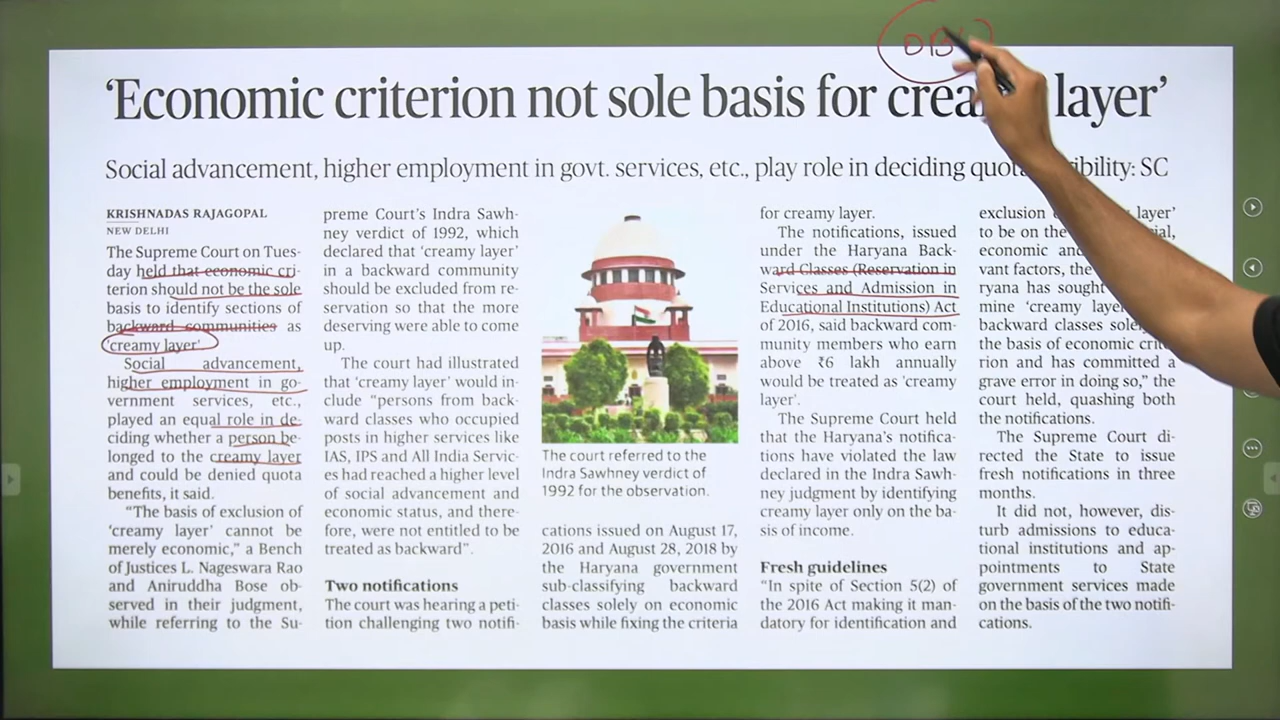 ‘Economic criterion not sole basis for layer’
Social advancement, higher employment in govt. services, etc., play role in deciding SC
KRISHNADAS RAJAGOPAL
NEW DELHI
The Supreme Court on Tues-
day held that economic cri-
terion should not be the sole
basis to identify sections of
backward communities as
‘creamy layer’.
Social advancement,
higher employment in go-
vernment services, etc.,
played an equal role in de-
ciding whether a person be-
longed to the creamy layer
and could be denied quota
benefits, it said.
“The basis of exclusion of
‘creamy layer’ cannot be
merely economic,” a Bench
of Justices L. Nageswara Rao
and Aniruddha Bose ob-
served in their judgment,
while referring to the Su-
preme Court’s Indra Sawh-
ney verdict of 1992, which
declared that ‘creamy layer’
in a backward community
should be excluded from re-
servation so that the more
deserving were able to come
up.
The court had illustrated
that ‘creamy layer’ would in-
clude “persons from back-
ward classes who occupied
posts in higher services like
IAS, IPS and All India Servic-
es had reached a higher level
of social advancement and
economic status, and there-
fore, were not entitled to be
treated as backward”.
Two notifications
The court was hearing a peti-
tion challenging two notifi-
The court referred to the
Indra Sawhney verdict of
1992 for the observation.
cations issued on August 17,
2016 and August 28, 2018 by
the Haryana government
sub-classifying backward
classes solely on economic
basis while fixing the criteria
for creamy layer.
The notifications, issued
under the Haryana Back-
ward Classes (Reservation in
Services and Admission in
Educational Institutions) Act
of 2016, said backward com-
munity members who earn
above ₹6 lakh annually
would be treated as ‘creamy
layer’.
The Supreme Court held
that the Haryana’s notifica-
tions have violated the law
declared in the Indra Sawh-
ney judgment by identifying
creamy layer only on the ba-
sis of income.
Fresh guidelines
“In spite of Section 5(2) of
the 2016 Act making it man-
datory for identification and
exclusion layer’
to be on the
economic and
vant factors, the
ryana has sought
mine ‘creamy
backward classes
the basis of economic
rion and has committed a
grave error in doing so,” the
court held, quashing both
the notifications.
The Supreme Court di-
rected the State to issue
fresh notifications in three
months.
It did not, however, dis-
turb admissions to educa-
tional institutions and ap-
pointments to State
government services made
on the basis of the two notifi-
cations.